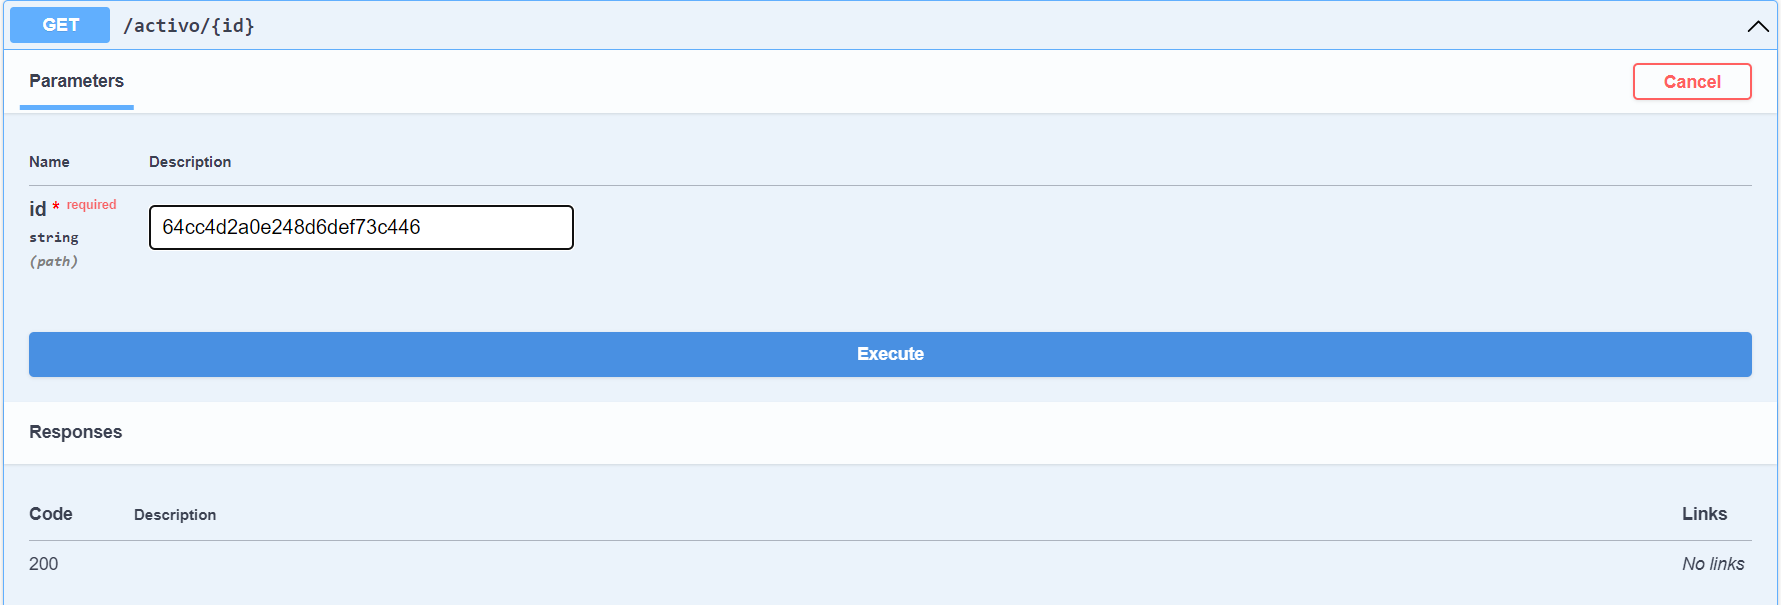 GET /activo/{id}
Parameters
Cancel
Name Description
id * required
64cc4d2a0e248d6def73c446
string
(path)
Execute
Responses
Code Description Links
200 No links